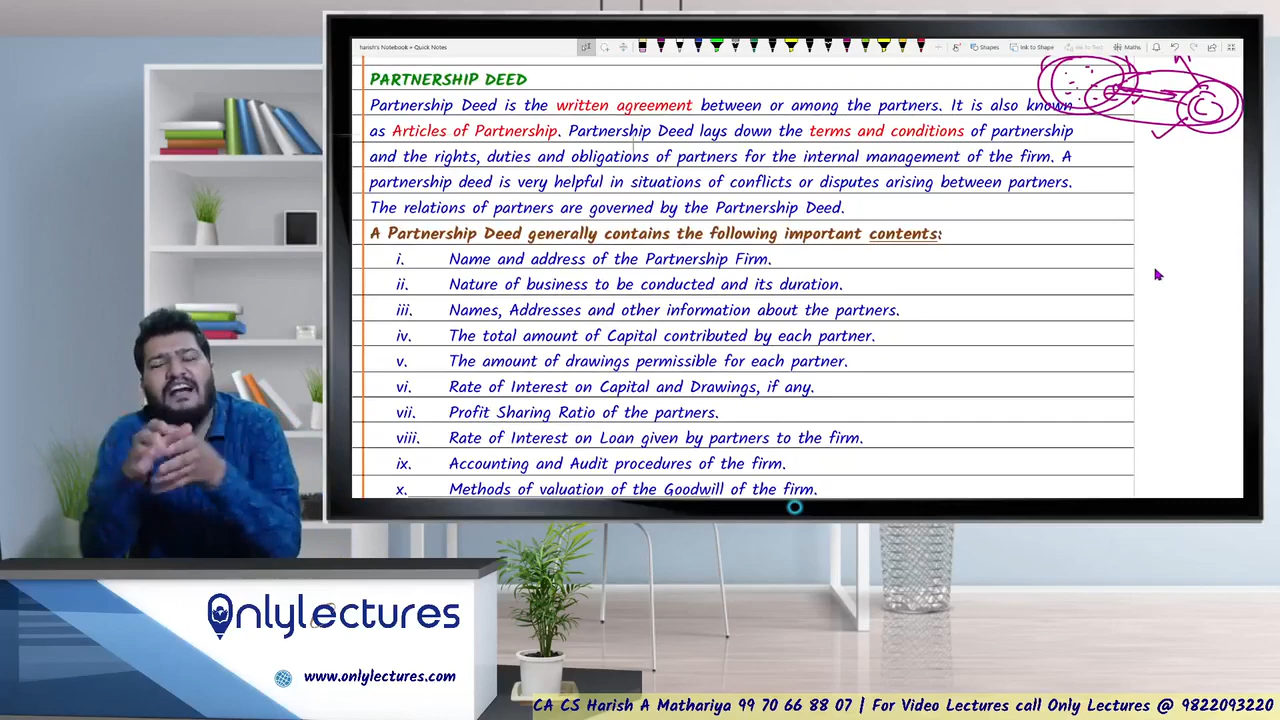 harish's Notebook » Quick Notes
Shapes
Ink to Shape
Ink to Text
Maths
PARTNERSHIP DEED
Partnership Deed is the written agreement between or among the partners. It is also known
as Articles of Partnership. Partnership Deed lays down the terms and conditions of partnership
and the rights, duties and obligations of partners for the internal management of the firm. A
partnership deed is very helpful in situations of conflicts or disputes arising between partners.
The relations of partners are governed by the Partnership Deed.
A Partnership Deed generally contains the following important contents:
i. Name and address of the Partnership Firm.
ii. Nature of business to be conducted and its duration.
iii. Names, Addresses and other information about the partners.
iv. The total amount of Capital contributed by each partner.
v. The amount of drawings permissible for each partner.
vi. Rate of Interest on Capital and Drawings, if any.
vii. Profit Sharing Ratio of the partners.
viii. Rate of Interest on Loan given by partners to the firm.
ix. Accounting and Audit procedures of the firm.
x. Methods of valuation of the Goodwill of the firm.
Onlylectures
www.onlylectures.com
CA CS Harish A Mathariya 99 70 66 88 07 | For Video Lectures call Only Lectures @ 9822093220